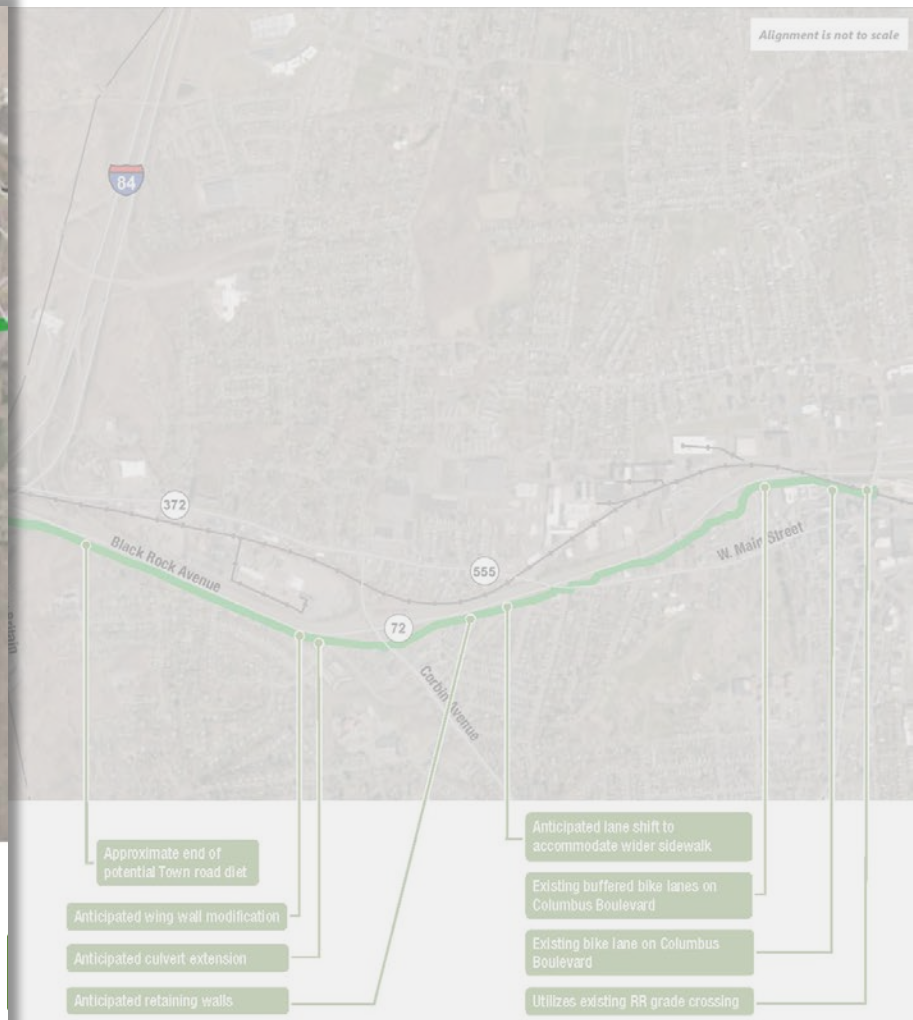 Alignment is not to scale
84
372
Black Rock Avenue
555
W. Main Street
72
Corbin Avenue
Approximate end of
potential Town road diet
Anticipated wing wall modification
Anticipated culvert extension
Anticipated retaining walls
Anticipated lane shift to
accommodate wider sidewalk
Existing buffered bike lanes on
Columbus Boulevard
Existing bike lane on Columbus
Boulevard
Utilizes existing RR grade crossing